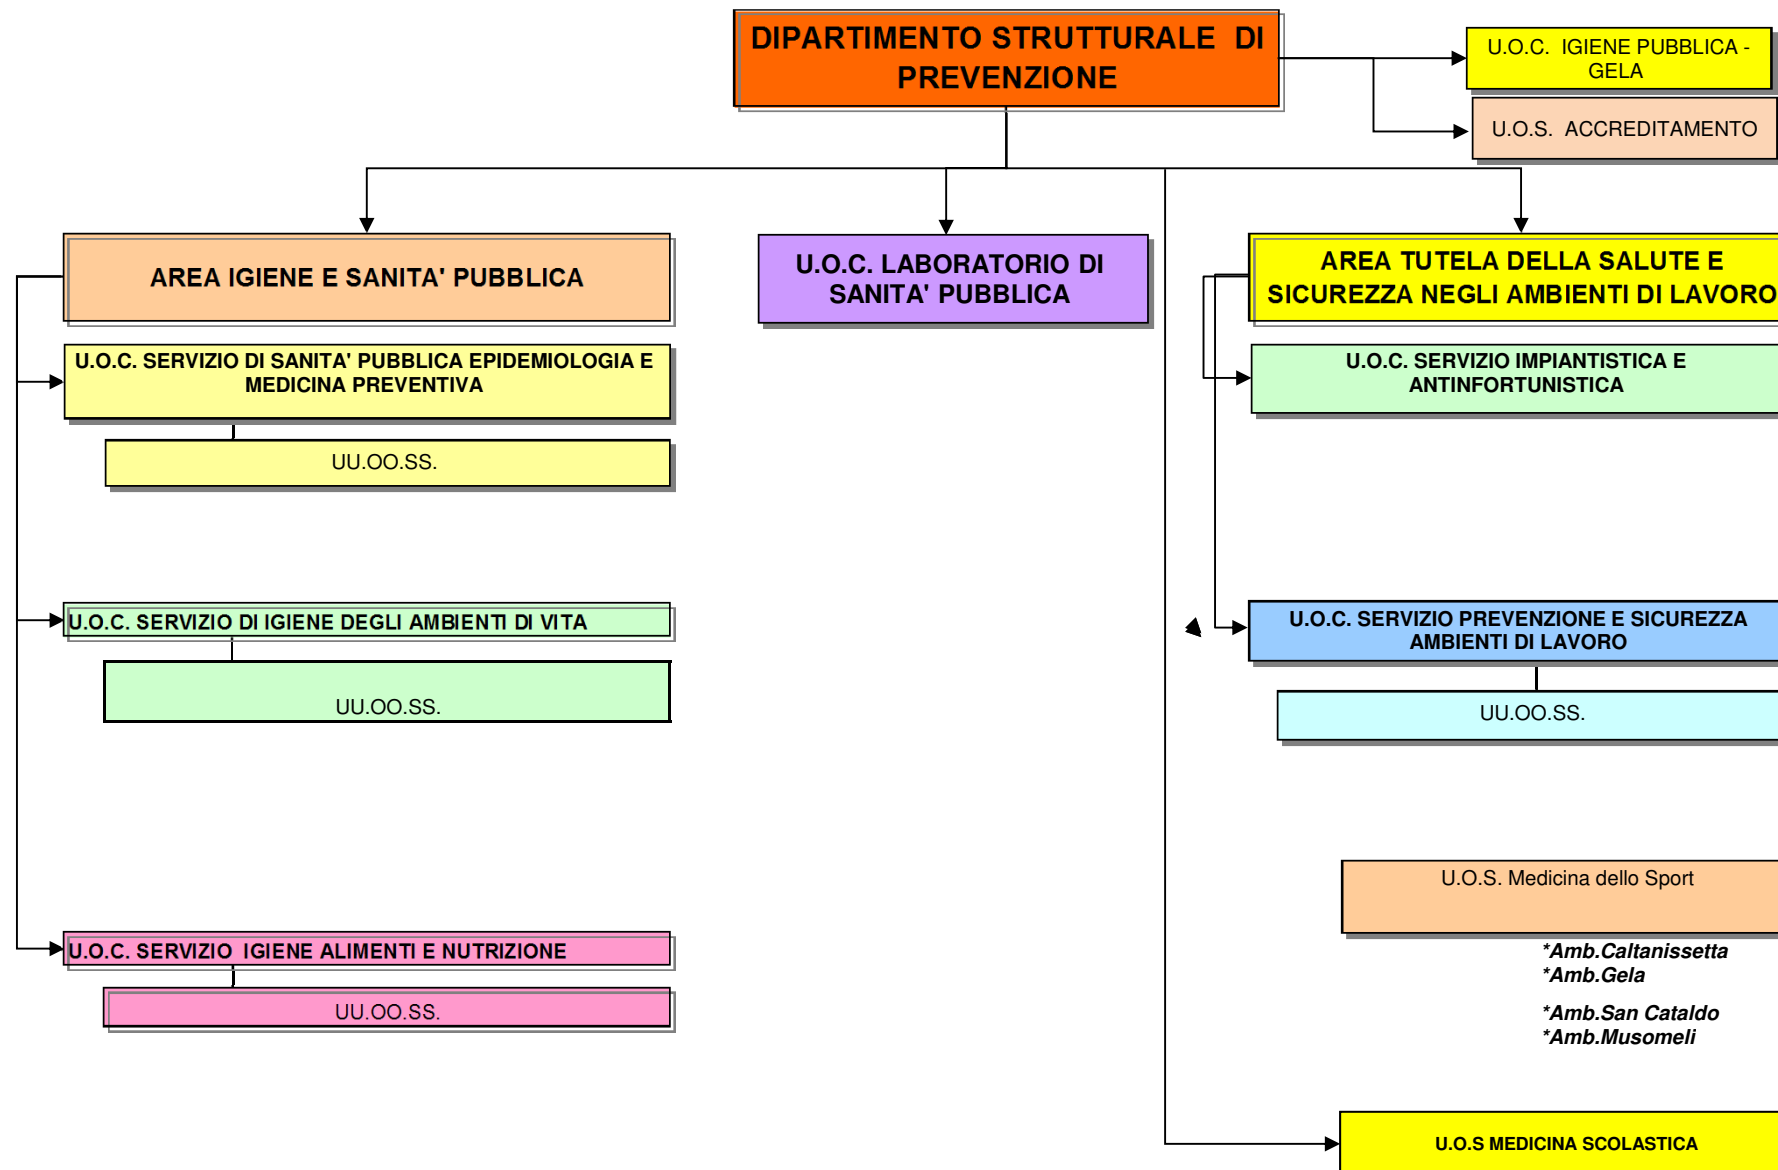 DIPARTIMENTO STRUTTURALE DI
PREVENZIONE
U.O.C. IGIENE PUBBLICA -
GELA
U.O.S. ACCREDITAMENTO
AREA IGIENE E SANITA' PUBBLICA
U.O.C. LABORATORIO DI
SANITA' PUBBLICA
AREA TUTELA DELLA SALUTE E
SICUREZZA NEGLI AMBIENTI DI LAVORO
U.O.C. SERVIZIO DI SANITA' PUBBLICA EPIDEMIOLOGIA E
MEDICINA PREVENTIVA
U.O.C. SERVIZIO IMPIANTISTICA E
ANTINFORTUNISTICA
UU.OO.SS.
U.O.C. SERVIZIO DI IGIENE DEGLI AMBIENTI DI VITA
U.O.C. SERVIZIO PREVENZIONE E SICUREZZA
AMBIENTI DI LAVORO
UU.OO.SS.
UU.OO.SS.
U.O.S. Medicina dello Sport
*Amb.Caltanissetta
*Amb.Gela
*Amb.San Cataldo
*Amb.Musomeli
U.O.C. SERVIZIO IGIENE ALIMENTI E NUTRIZIONE
UU.OO.SS.
U.O.S MEDICINA SCOLASTICA